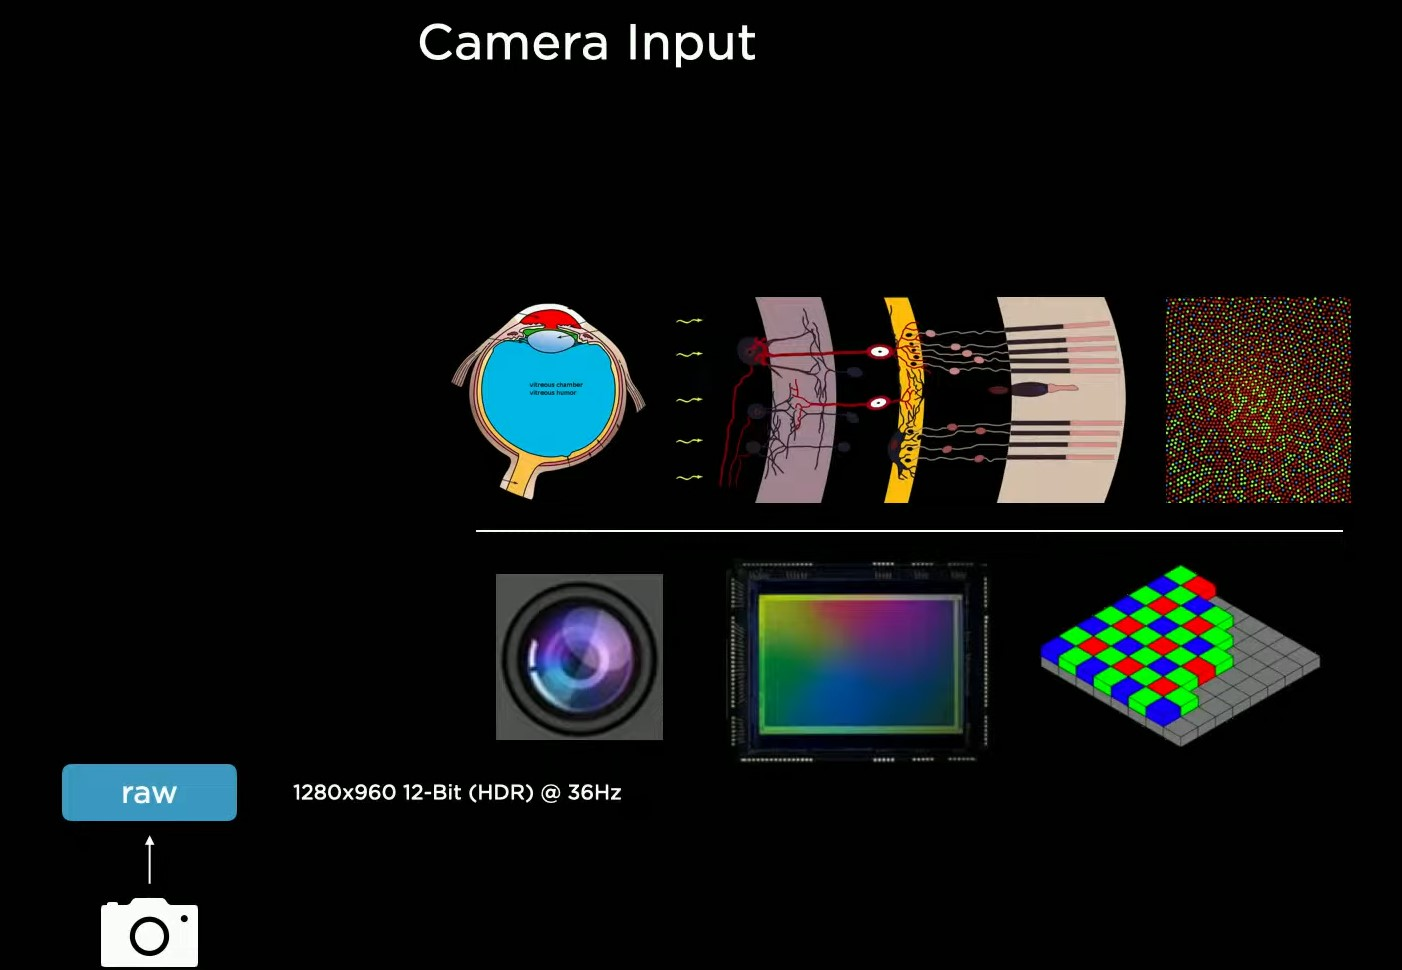 Camera Input
vitreous chamber
vitreous humor
raw
1280x960 12-Bit (HDR) @ 36Hz